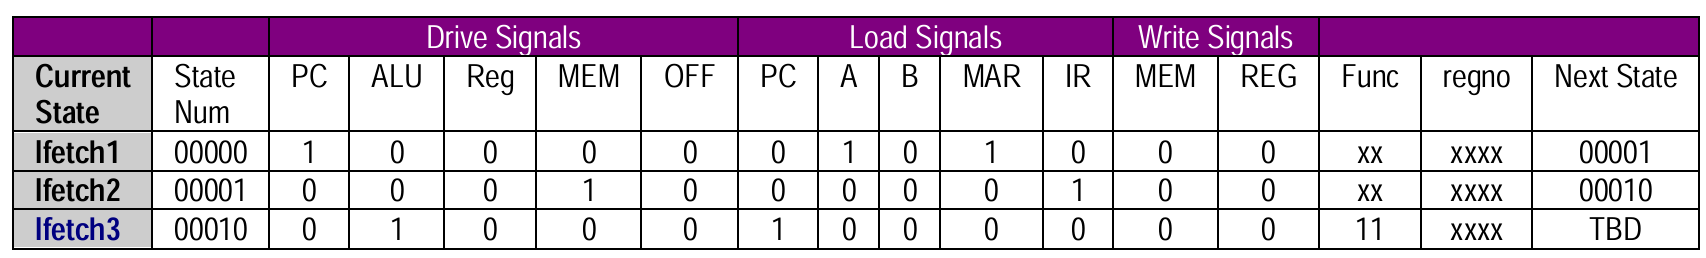 Drive Signals Load Signals Write Signals
Current State State Num PC ALU Reg MEM OFF PC A B MAR IR MEM REG Func regno Next State
Ifetch1 00000 1 0 0 0 0 0 1 0 1 0 0 0 xx xxxx 00001
Ifetch2 00001 0 0 0 1 0 0 0 0 0 1 0 0 xx xxxx 00010
Ifetch3 00010 0 1 0 0 0 1 0 0 0 0 0 0 11 xxxx TBD